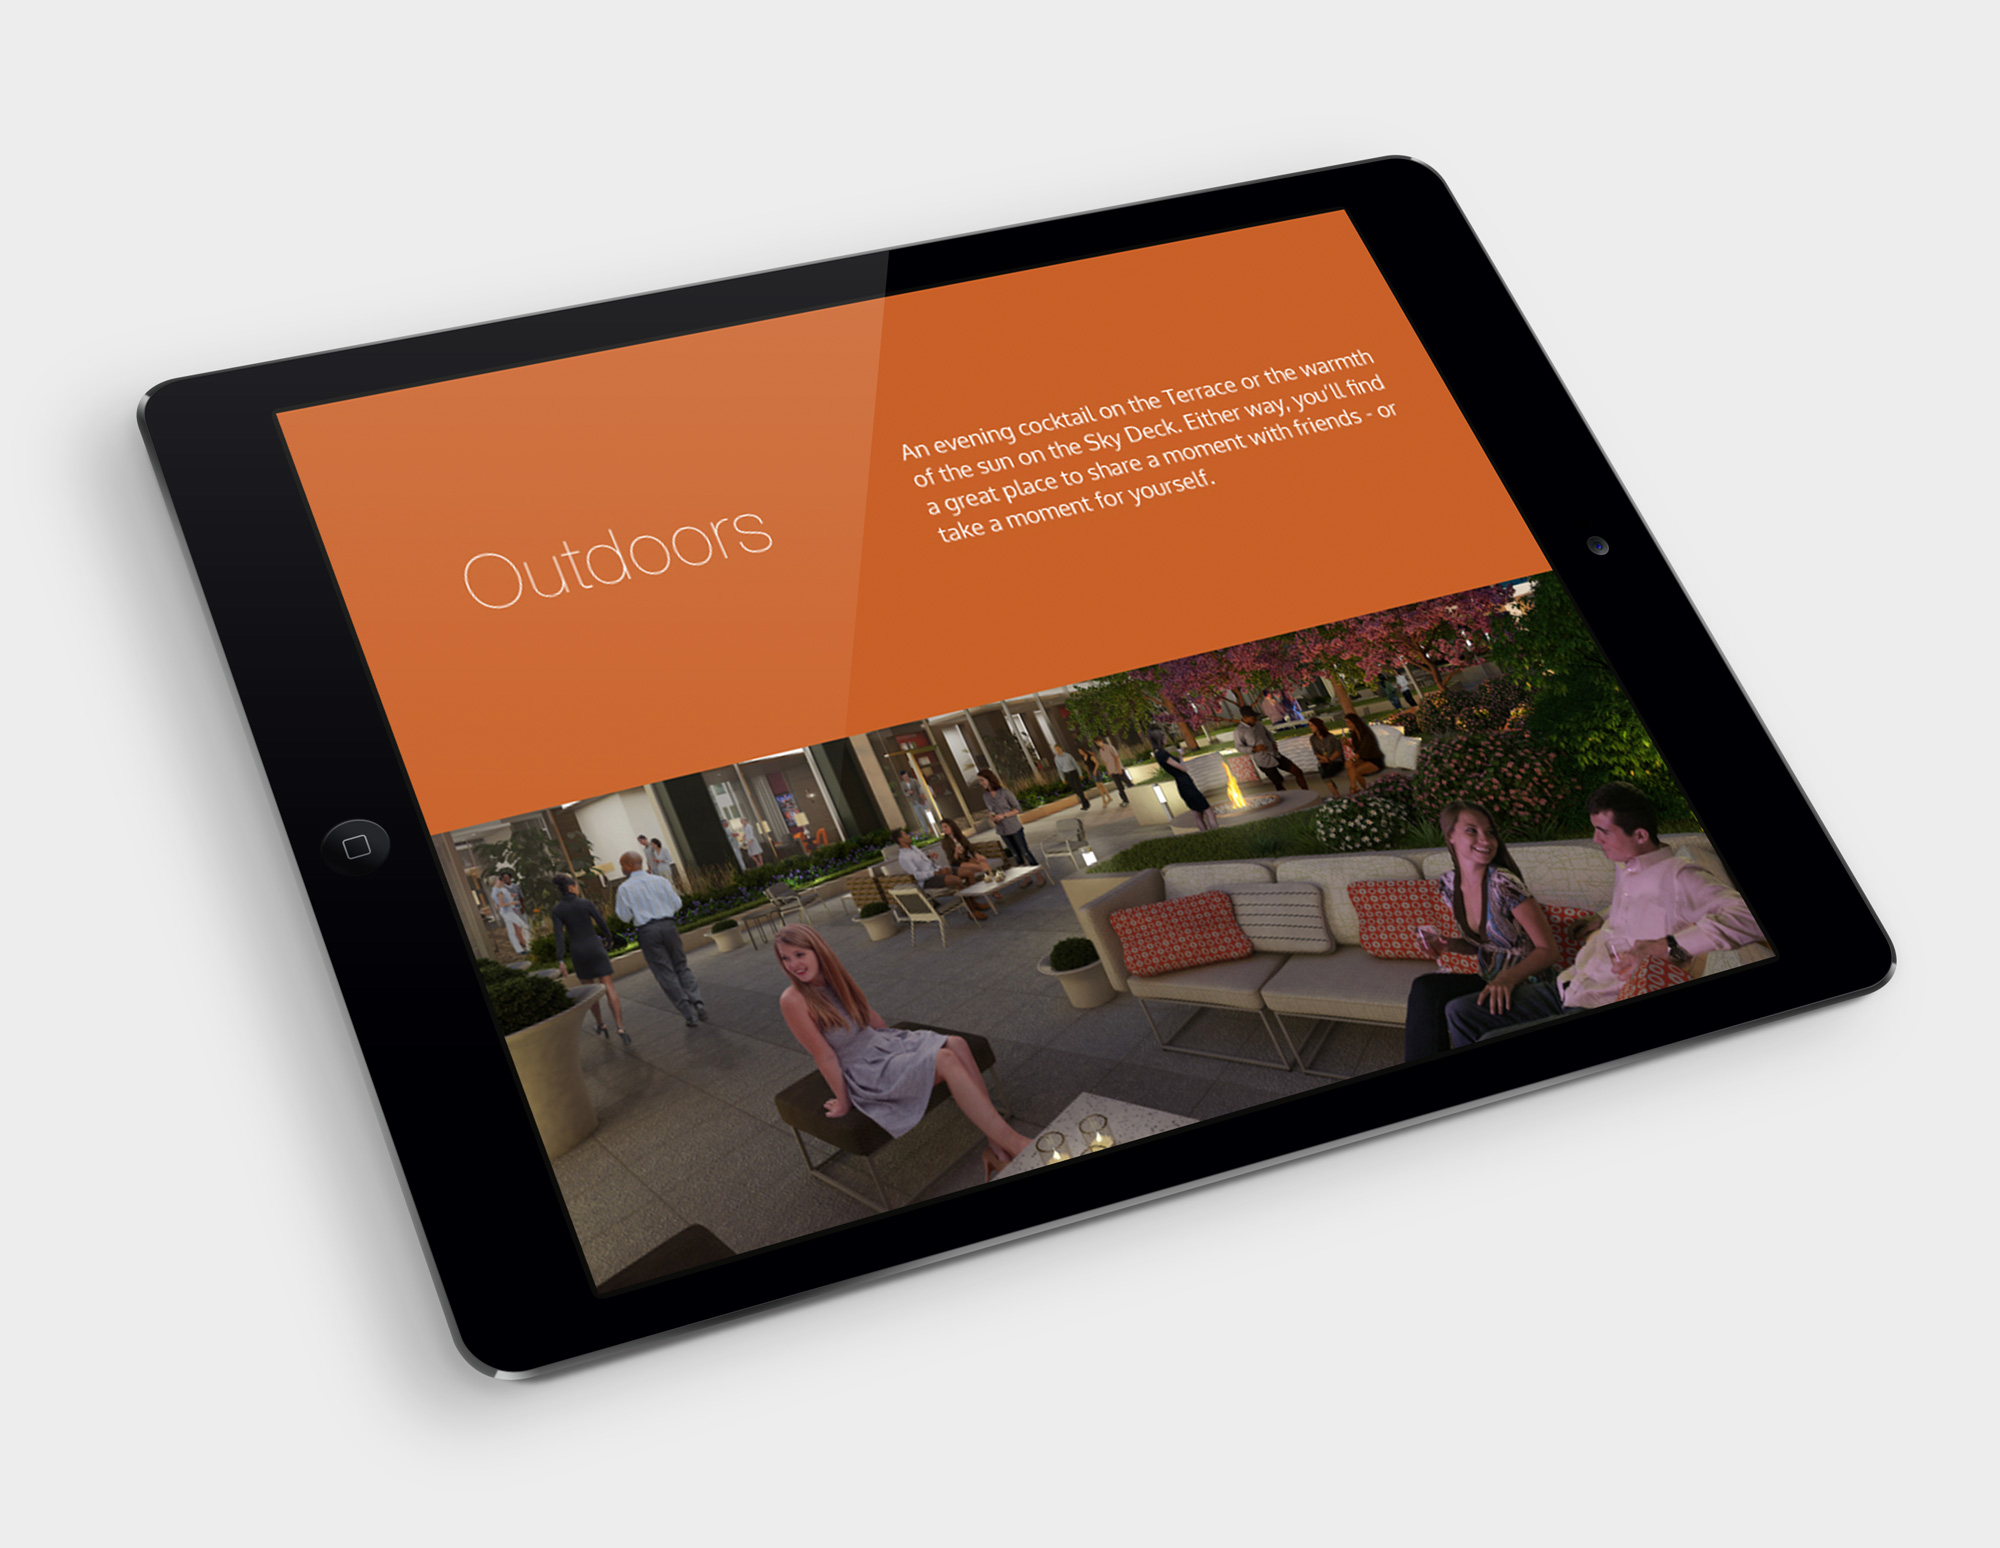 Outdoors
An evening cocktail on the Terrace or the warmth
of the sun on the Sky Deck. Either way, you'll find
a great place to share a moment with friends - or
take a moment for yourself.